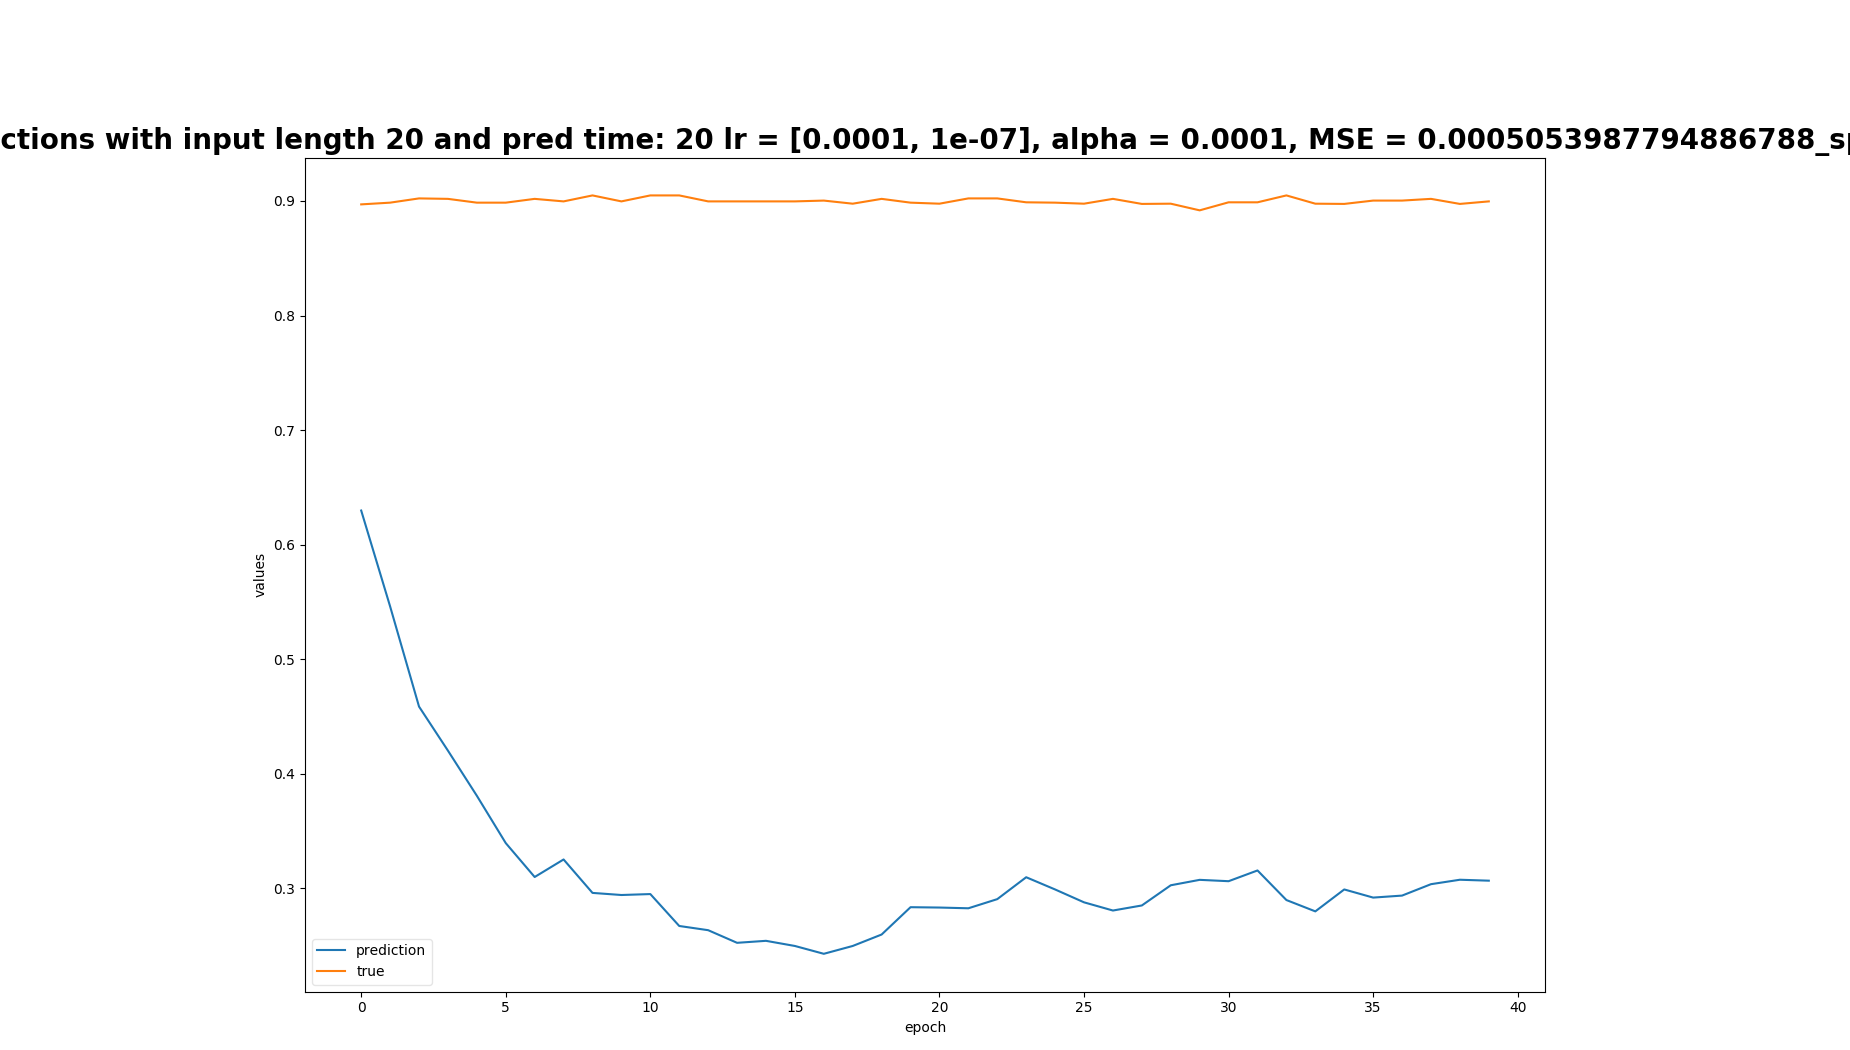 ctions with input length 20 and pred time: 20 lr = [0.0001, 1e-07], alpha = 0.0001, MSE = 0.0005053987794886788_sp
0.9
0.8
0.7
0.6
0.5
0.4
0.3
values
prediction
true
0 5 10 15 20 25 30 35 40
epoch